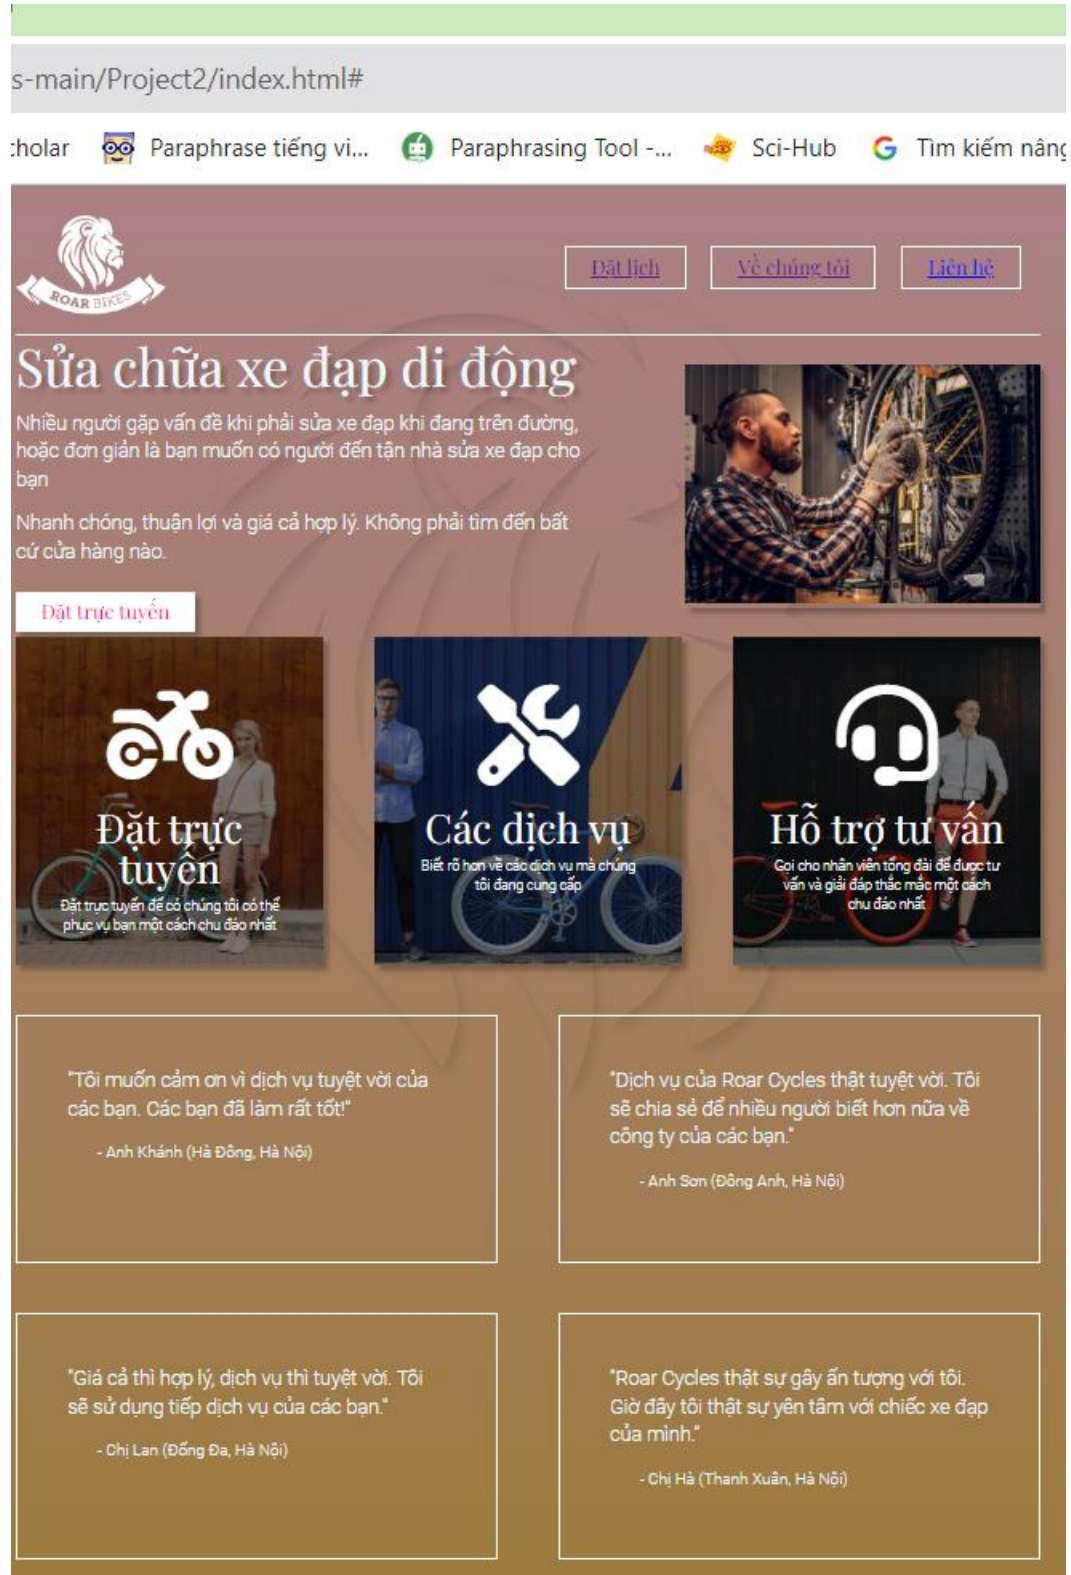 s-main/Project2/index.html#
cholar Paraphrase tiếng vi... Paraphrasing Tool -... Sci-Hub Tìm kiếm nâng
ROAR BIKES
Đặt lịch Về chúng tôi Liên hệ
Sửa chữa xe đạp di động
Nhiều người gặp vấn đề khi phải sửa xe đạp khi đang trên đường,
hoặc đơn giản là bạn muốn có người đến tận nhà sửa xe đạp cho
bạn
Nhanh chóng, thuận lợi và giá cả hợp lý. Không phải tìm đến bất
cứ cửa hàng nào.
Đặt trực tuyến
Đặt trực
tuyến
Đặt trực tuyến để có chúng tôi có thể
phục vụ bạn một cách chu đáo nhất
Các dịch vụ
Biết rõ hơn về các dịch vụ mà chúng
tôi đang cung cấp
Hỗ trợ tư vấn
Gọi cho nhân viên tổng đài để được tư
vấn và giải đáp thắc mắc một cách
chu đáo nhất
"Tôi muốn cảm ơn vì dịch vụ tuyệt vời của
các bạn. Các bạn đã làm rất tốt!"
- Anh Khánh (Hà Đông, Hà Nội)
"Dịch vụ của Roar Cycles thật tuyệt vời. Tôi
sẽ chia sẻ để nhiều người biết hơn nữa về
công ty của các bạn."
- Anh Sơn (Đông Anh, Hà Nội)
"Giá cả thì hợp lý, dịch vụ thì tuyệt vời. Tôi
sẽ sử dụng tiếp dịch vụ của các bạn."
- Chị Lan (Đống Đa, Hà Nội)
"Roar Cycles thật sự gây ấn tượng với tôi.
Giờ đây tôi thật sự yên tâm với chiếc xe đạp
của mình."
- Chị Hà (Thanh Xuân, Hà Nội)